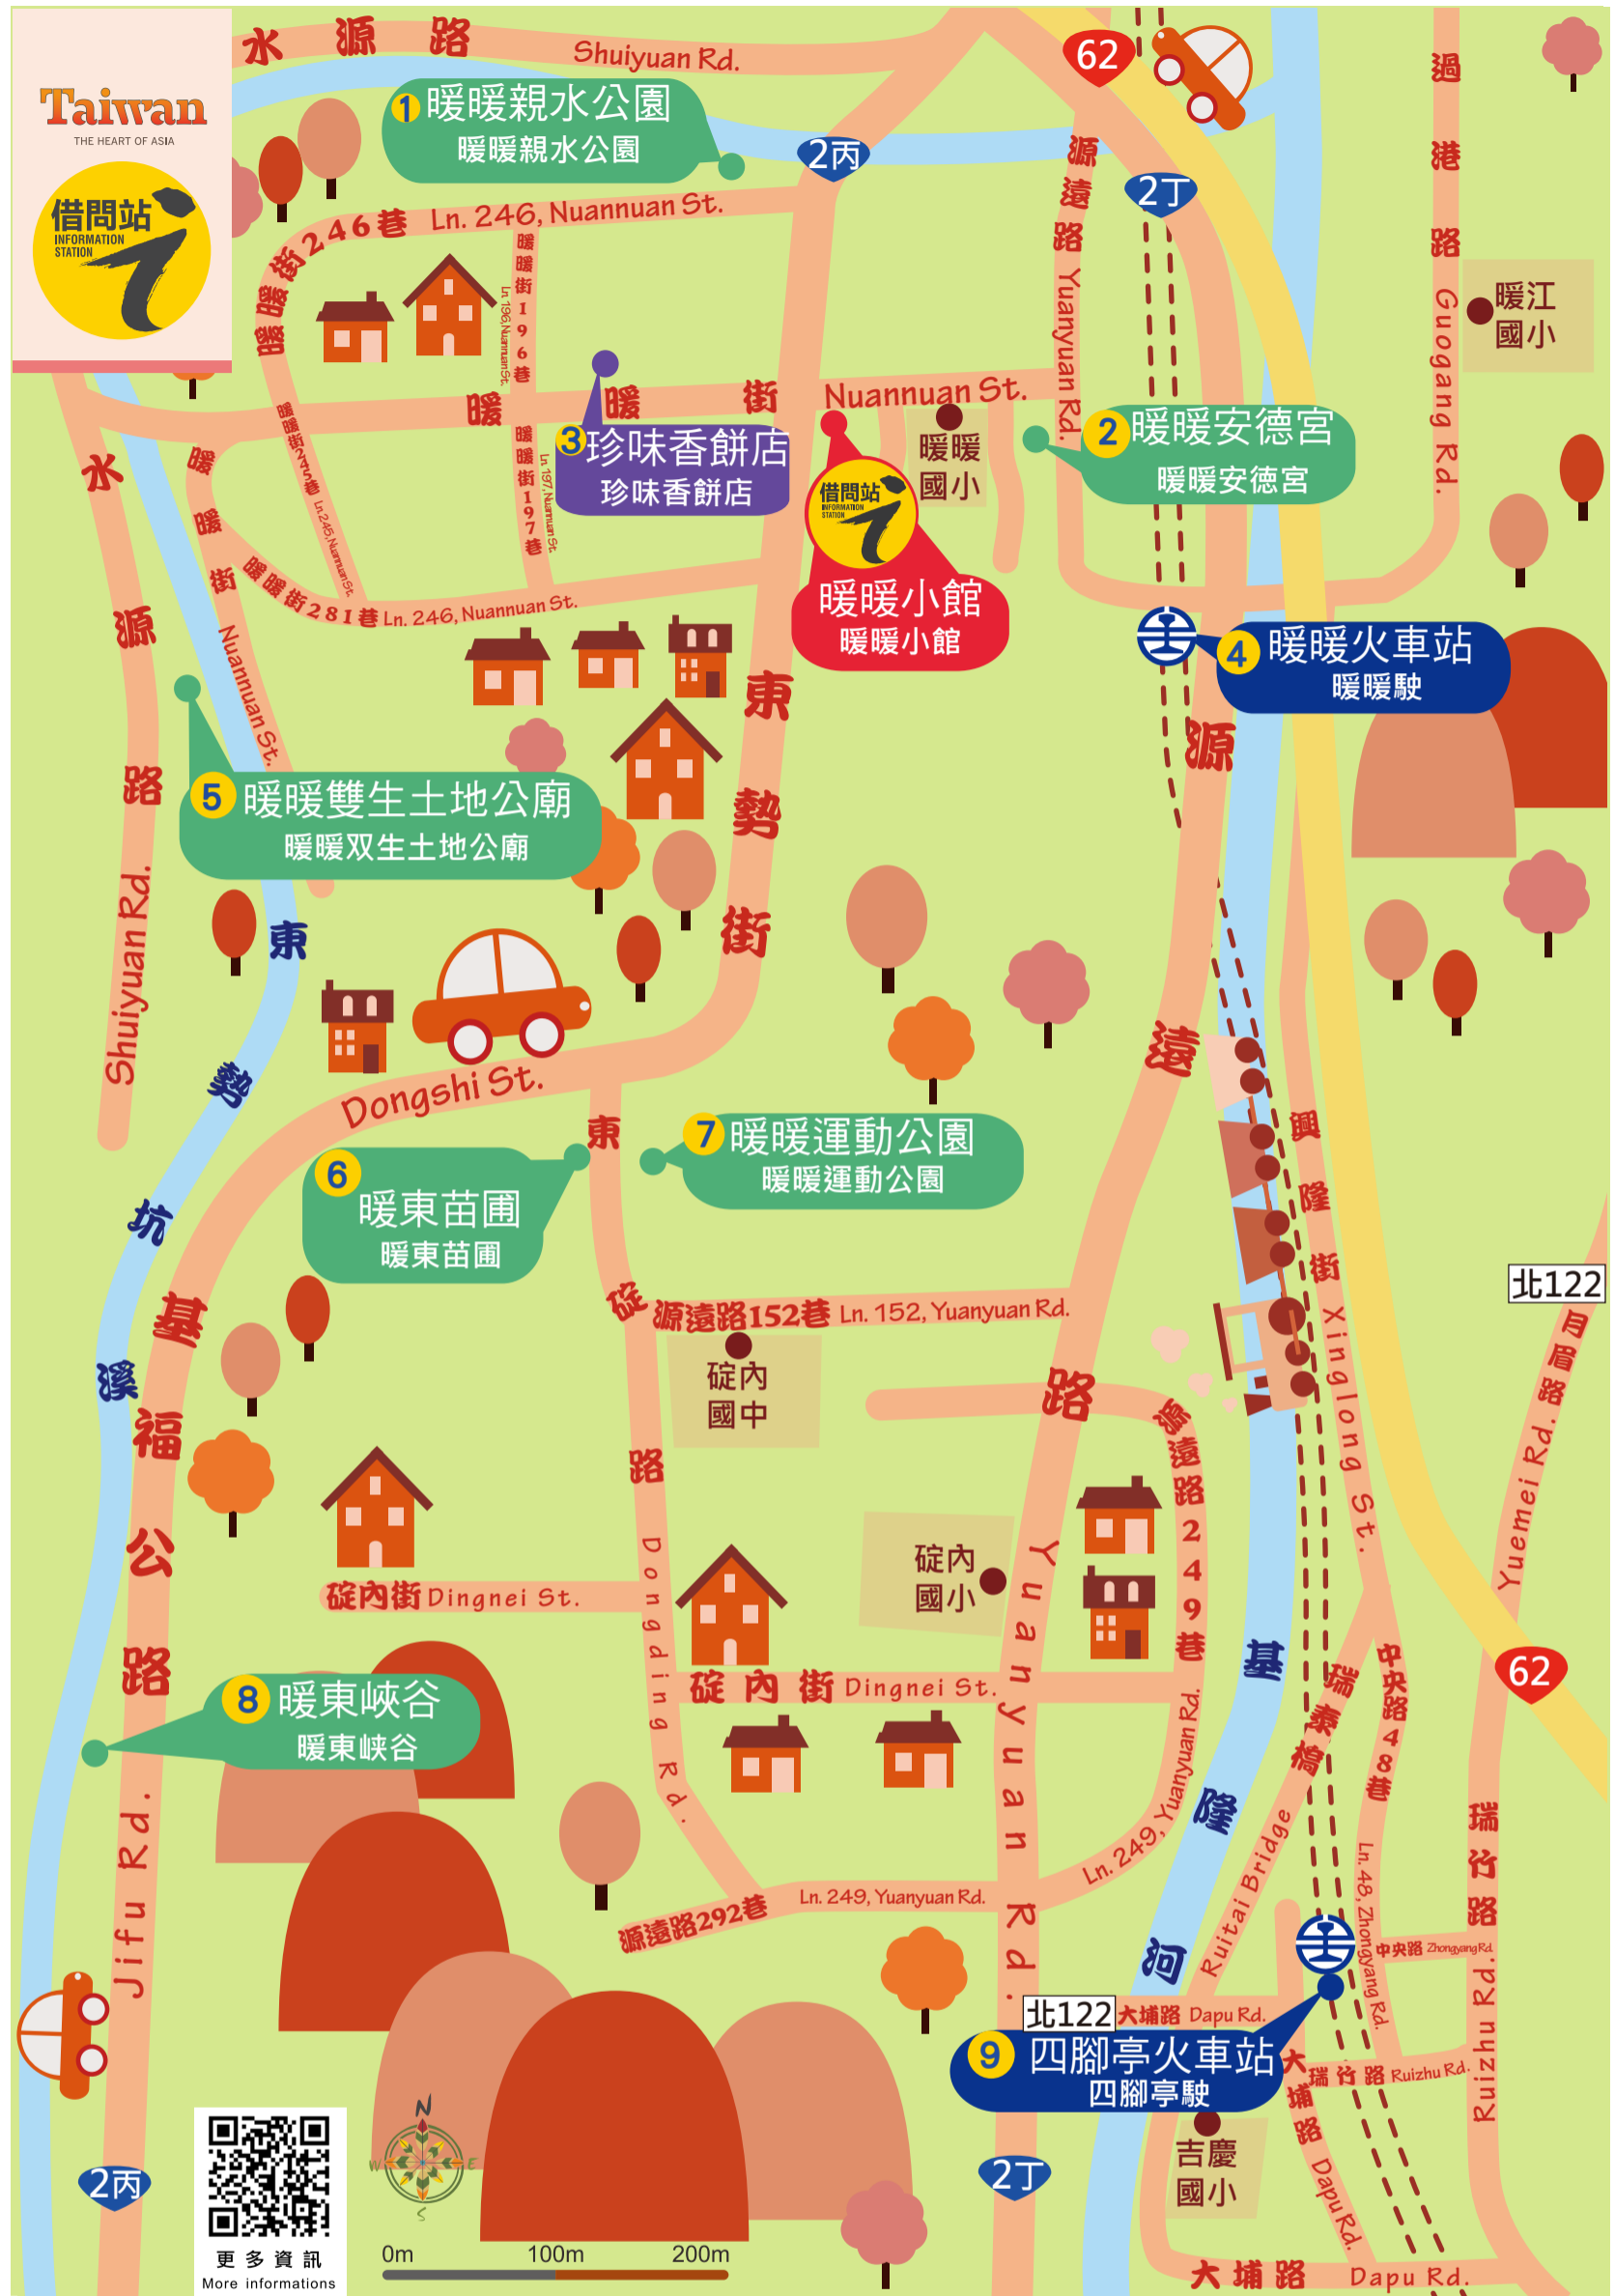 Taiwan
THE HEART OF ASIA
借問站
INFORMATION
STATION
水源路
Shuiyuan Rd.
62
過港路
Guogang Rd.
1
暖暖親水公園
暖暖親水公園
2丙
源遠路
Yuanyuan Rd.
2丁
暖暖街246巷
Ln. 246, Nuannuan St.
暖暖街196巷
Ln. 196, Nuannuan St.
暖江
國小
暖暖街
Nuannuan St.
3
珍味香餅店
珍味香餅店
暖暖
國小
2
暖暖安德宮
暖暖安徳宮
借問站
INFORMATION
STATION
暖暖小館
暖暖小館
暖暖街245巷
Ln. 245, Nuannuan St.
暖暖街197巷
Ln. 197, Nuannuan St.
暖暖街281巷
Ln. 246, Nuannuan St.
暖暖街
Nuannuan St.
4
暖暖火車站
暖暖駛
水源路
Shuiyuan Rd.
5
暖暖雙生土地公廟
暖暖双生土地公廟
東勢街
Dongshi St.
東勢坑溪
6
暖東苗圃
暖東苗圃
7
暖暖運動公園
暖暖運動公園
源遠路
Yuanyuan Rd.
興隆街
Xinglong St.
東碇路
Dongding Rd.
源遠路152巷
Ln. 152, Yuanyuan Rd.
碇內
國中
北122
月眉路
Yuemei Rd.
源遠路249巷
Ln. 249, Yuanyuan Rd.
基福公路
Jifu Rd.
碇內
國小
碇內街
Dingnei St.
碇內街
Dingnei St.
8
暖東峽谷
暖東峡谷
基隆河
瑞泰橋
Ruitai Bridge
中央路48巷
Ln. 48, Zhongyang Rd.
62
瑞竹路
Ruizhu Rd.
源遠路292巷
Ln. 249, Yuanyuan Rd.
中央路
Zhongyang Rd.
北122
大埔路
Dapu Rd.
9
四腳亭火車站
四腳亭駛
瑞竹路
Ruizhu Rd.
大埔路
Dapu Rd.
吉慶
國小
2丙
2丁
更多資訊
More informations
N
W
E
S
0m
100m
200m
大埔路
Dapu Rd.